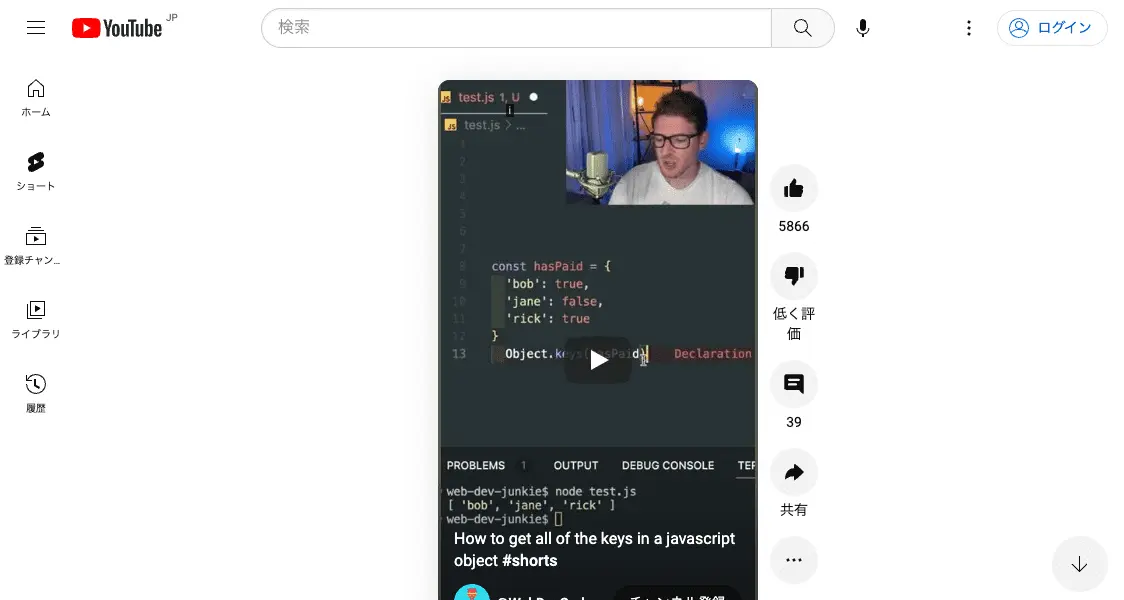 YouTube JP
検索
ログイン
ホーム
ショート
登録チャン...
ライブラリ
履歴
JS test.js 1, U
JS test.js > ...
1
2
3
4
5
6
7
8 const hasPaid = {
9 'bob': true,
10 'jane': false,
11 'rick': true
12 }
13 Object.keys(hasPaid) Declaration
PROBLEMS 1 OUTPUT DEBUG CONSOLE TER
web-dev-junkie$ node test.js
[ 'bob', 'jane', 'rick' ]
web-dev-junkie$
How to get all of the keys in a javascript
object #shorts
チャンネル登録
5866
低く評
価
39
共有